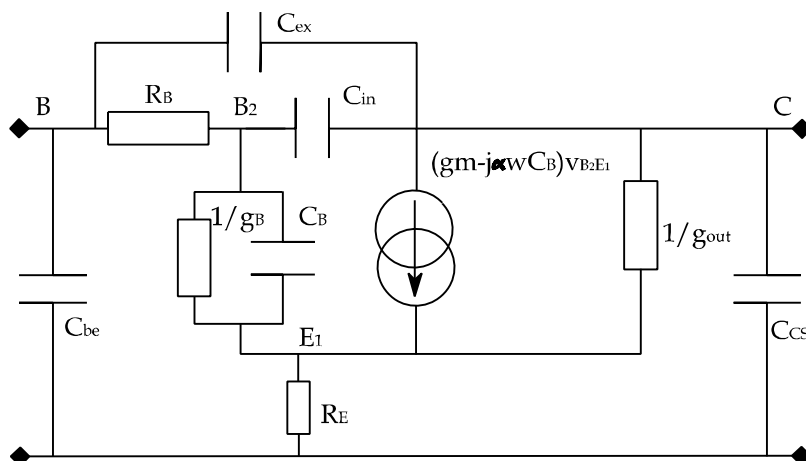 Cex
B
RB
B2
Cin
C
(gm-jαwCB)vB2E1
1/gB
CB
1/gout
Cbe
E1
CCS
RE